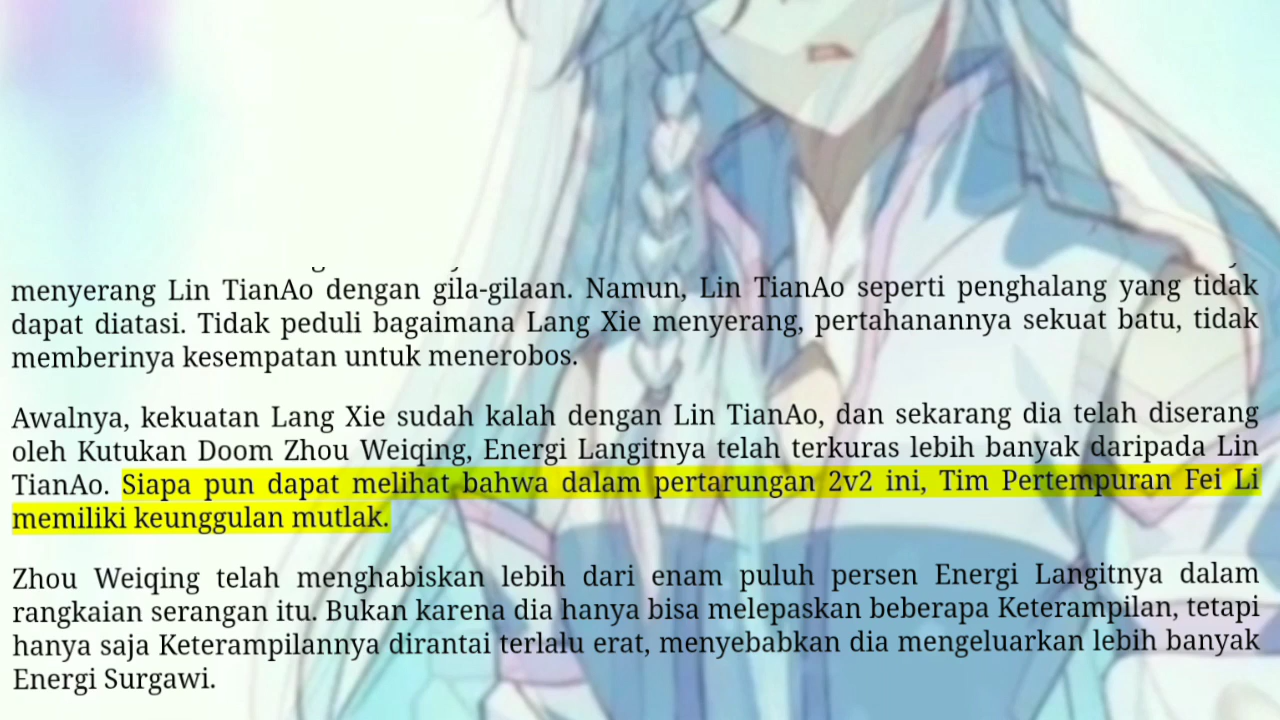 menyerang Lin TianAo dengan gila-gilaan. Namun, Lin TianAo seperti penghalang yang tidak
dapat diatasi. Tidak peduli bagaimana Lang Xie menyerang, pertahanannya sekuat batu, tidak
memberinya kesempatan untuk menerobos.
Awalnya, kekuatan Lang Xie sudah kalah dengan Lin TianAo, dan sekarang dia telah diserang
oleh Kutukan Doom Zhou Weiqing, Energi Langitnya telah terkuras lebih banyak daripada Lin
TianAo. Siapa pun dapat melihat bahwa dalam pertarungan 2v2 ini, Tim Pertempuran Fei Li
memiliki keunggulan mutlak.
Zhou Weiqing telah menghabiskan lebih dari enam puluh persen Energi Langitnya dalam
rangkaian serangan itu. Bukan karena dia hanya bisa melepaskan beberapa Keterampilan, tetapi
hanya saja Keterampilannya dirantai terlalu erat, menyebabkan dia mengeluarkan lebih banyak
Energi Surgawi.